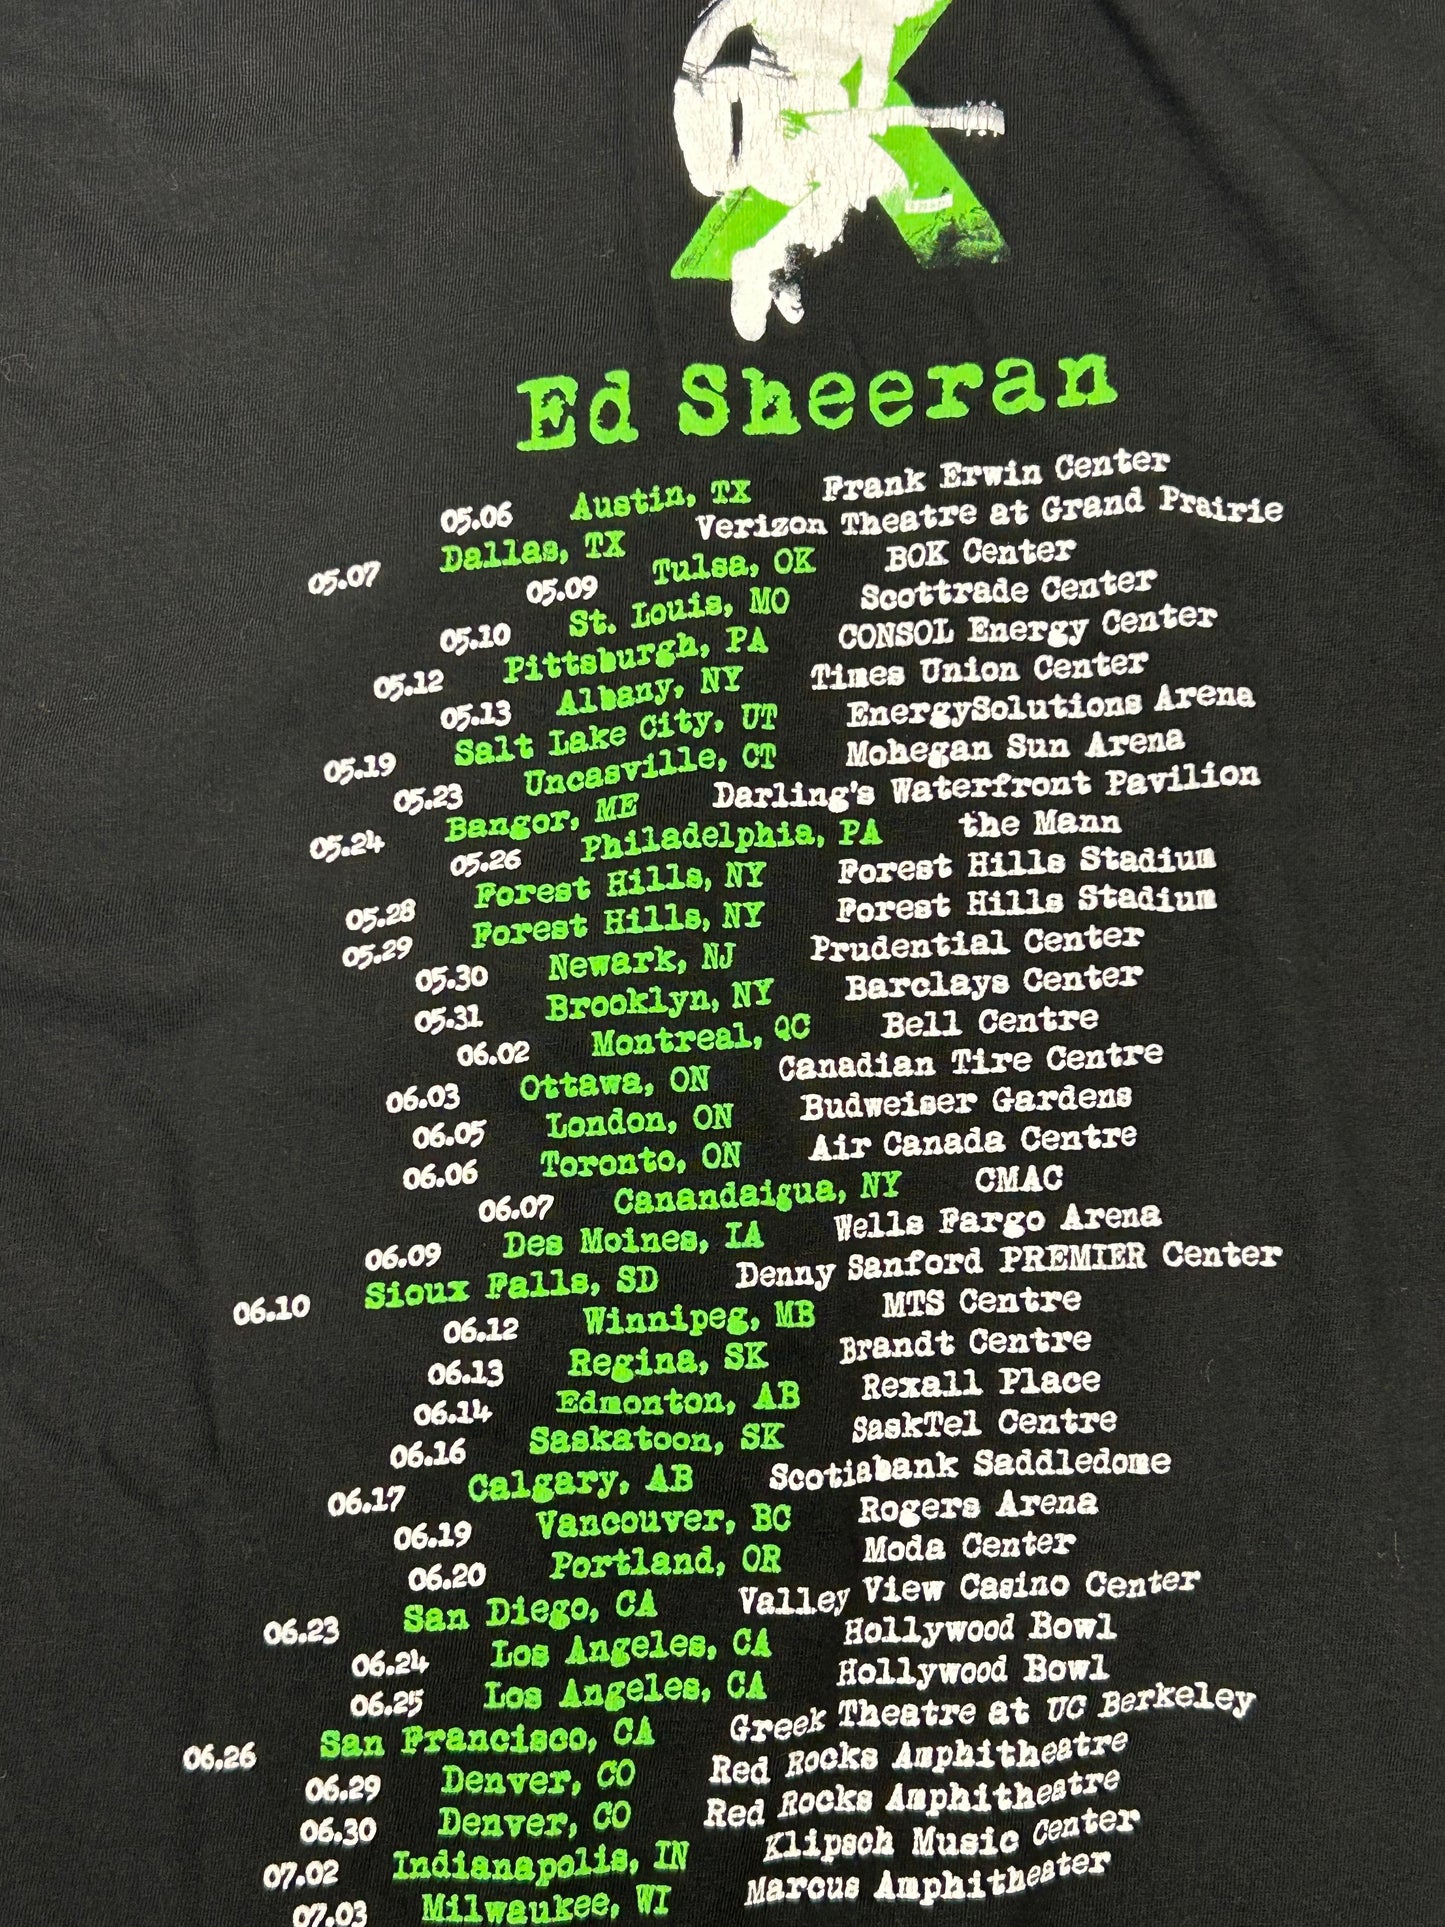 Ed Sheeran
05.06 Austin, TX Frank Erwin Center
05.07 Dallas, TX Verizon Theatre at Grand Prairie
05.09 Tulsa, OK BOK Center
05.10 St. Louis, MO Scottrade Center
05.12 Pittsburgh, PA CONSOL Energy Center
05.13 Albany, NY Times Union Center
05.19 Salt Lake City, UT EnergySolutions Arena
05.23 Uncasville, CT Mohegan Sun Arena
05.24 Bangor, ME Darling's Waterfront Pavilion
05.26 Philadelphia, PA the Mann
05.28 Forest Hills, NY Forest Hills Stadium
05.29 Forest Hills, NY Forest Hills Stadium
05.30 Newark, NJ Prudential Center
05.31 Brooklyn, NY Barclays Center
06.02 Montreal, QC Bell Centre
06.03 Ottawa, ON Canadian Tire Centre
06.05 London, ON Budweiser Gardens
06.06 Toronto, ON Air Canada Centre
06.07 Canandaigua, NY CMAC
06.09 Des Moines, IA Wells Fargo Arena
06.10 Sioux Falls, SD Denny Sanford PREMIER Center
06.12 Winnipeg, MB MTS Centre
06.13 Regina, SK Brandt Centre
06.14 Edmonton, AB Rexall Place
06.16 Saskatoon, SK SaskTel Centre
06.17 Calgary, AB Scotiabank Saddledome
06.19 Vancouver, BC Rogers Arena
06.20 Portland, OR Moda Center
06.23 San Diego, CA Valley View Casino Center
06.24 Los Angeles, CA Hollywood Bowl
06.25 Los Angeles, CA Hollywood Bowl
06.26 San Francisco, CA Greek Theatre at UC Berkeley
06.29 Denver, CO Red Rocks Amphitheatre
06.30 Denver, CO Red Rocks Amphitheatre
07.02 Indianapolis, IN Klipsch Music Center
07.03 Milwaukee, WI Marcus Amphitheater